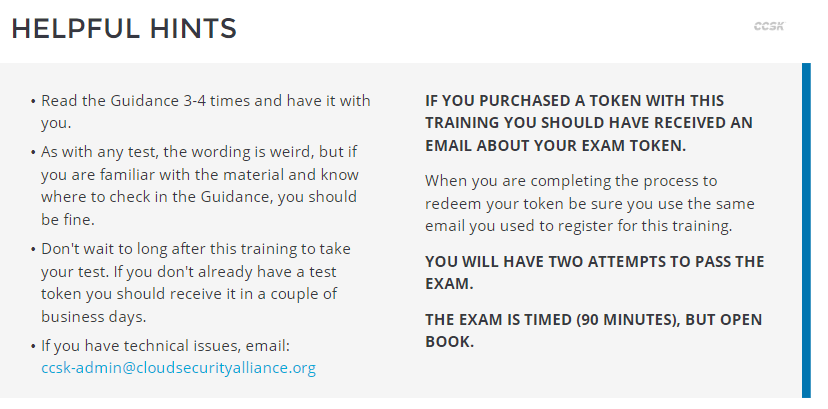 HELPFUL HINTS
CCSK
• Read the Guidance 3-4 times and have it with
you.
• As with any test, the wording is weird, but if
you are familiar with the material and know
where to check in the Guidance, you should
be fine.
• Don't wait to long after this training to take
your test. If you don't already have a test
token you should receive it in a couple of
business days.
• If you have technical issues, email:
ccsk-admin@cloudsecurityalliance.org
IF YOU PURCHASED A TOKEN WITH THIS
TRAINING YOU SHOULD HAVE RECEIVED AN
EMAIL ABOUT YOUR EXAM TOKEN.
When you are completing the process to
redeem your token be sure you use the same
email you used to register for this training.
YOU WILL HAVE TWO ATTEMPTS TO PASS THE
EXAM.
THE EXAM IS TIMED (90 MINUTES), BUT OPEN
BOOK.